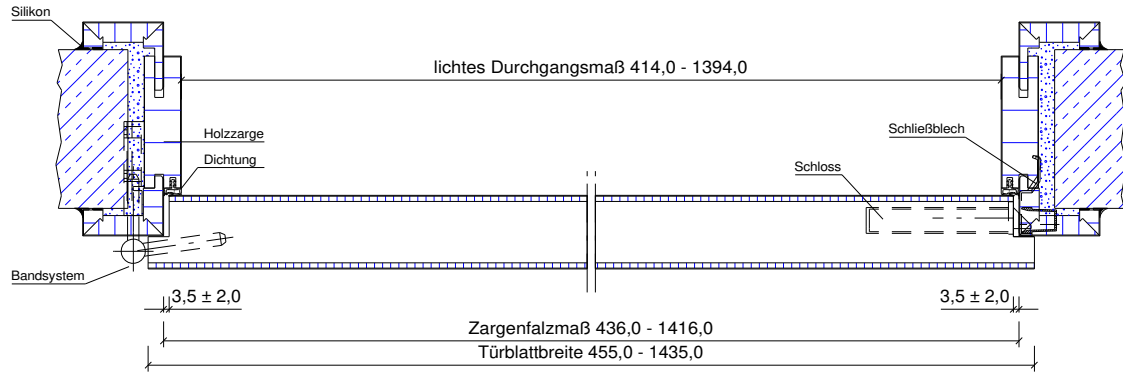 Silikon
lichtes Durchgangsmaß 414,0 - 1394,0
Holzzarge
Schließblech
Dichtung
Schloss
Bandsystem
3,5 ± 2,0
3,5 ± 2,0
Zargenfalzmaß 436,0 - 1416,0
Türblattbreite 455,0 - 1435,0